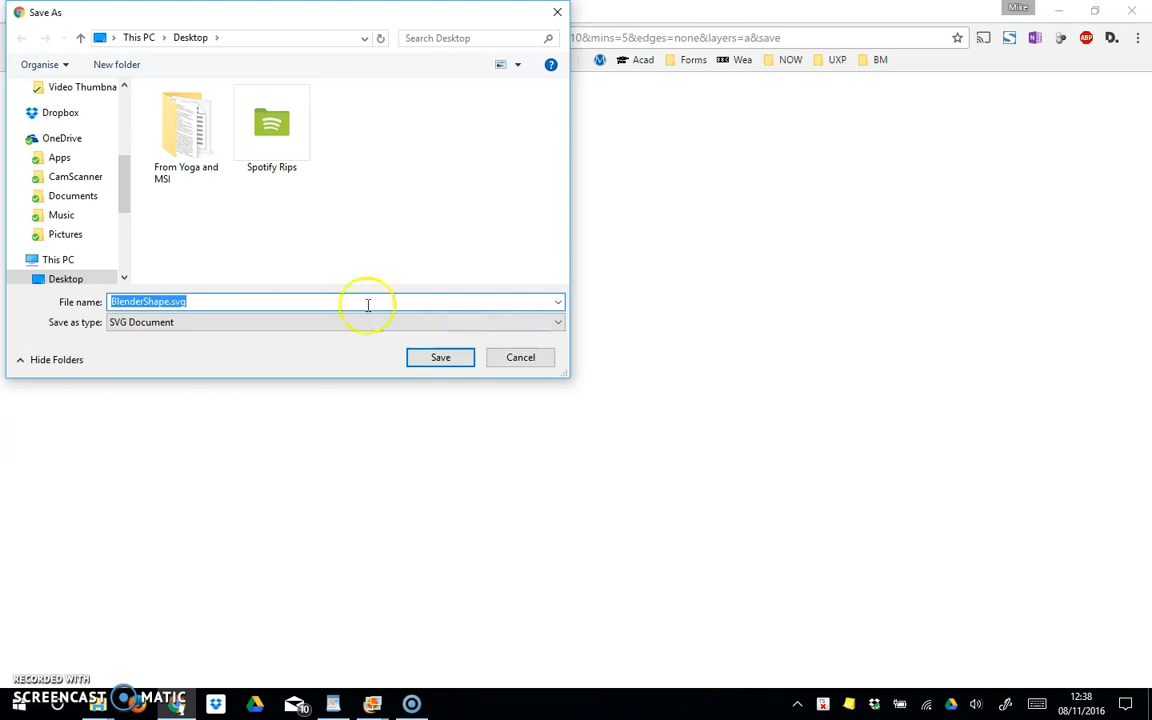 Save As
Mike
This PC
Desktop
Search Desktop
10&mins=5&edges=none&layers=a&save
Organise
New folder
Acad
Wea
Forms
NOW
UXP
BM
Video Thumbna
Dropbox
OneDrive
Apps
CamScanner
Documents
Music
Pictures
This PC
Desktop
From Yoga and
MSI
Spotify Rips
File name:
BlenderShape.svg
Save as type:
SVG Document
Hide Folders
Save
Cancel
RECORDED WITH
SCREENCAST MATIC
10
12:38
08/11/2016